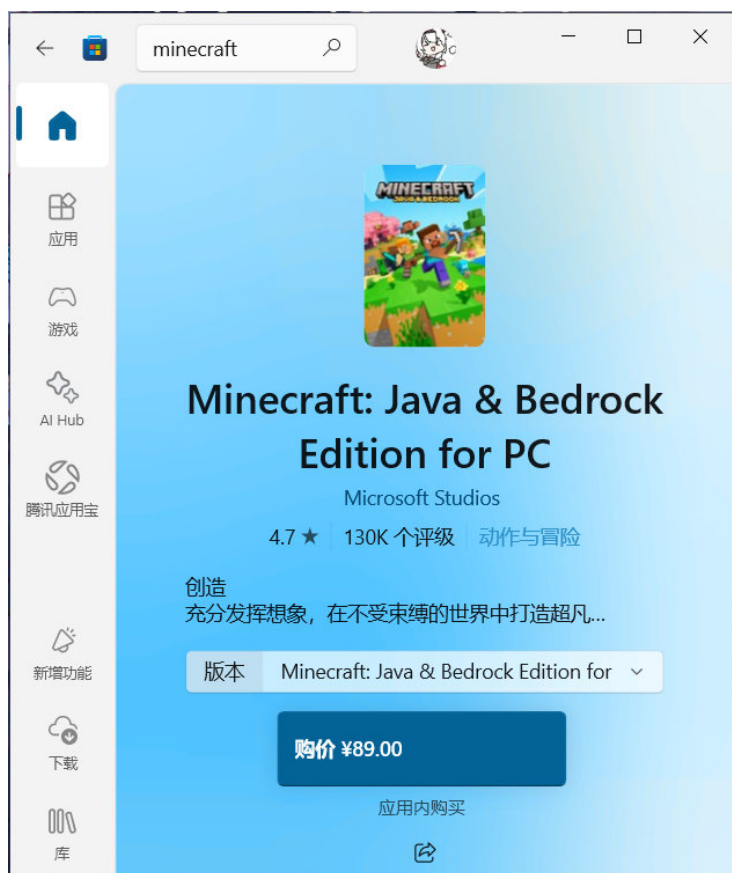 minecraft
MINECRAFT
JAVA & BEDROCK
应用
游戏
AI Hub
腾讯应用宝
新增功能
下载
库
Minecraft: Java & Bedrock
Edition for PC
Microsoft Studios
4.7 ★ 130K 个评级 动作与冒险
创造
充分发挥想象，在不受束缚的世界中打造超凡...
版本 Minecraft: Java & Bedrock Edition for
购价 ¥89.00
应用内购买